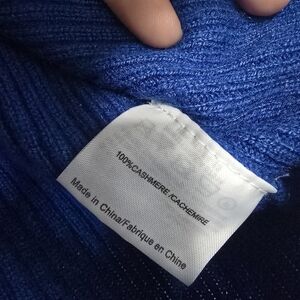 100%CASHMERE/CACHEMIRE
Made in China/Fabriqué en Chine